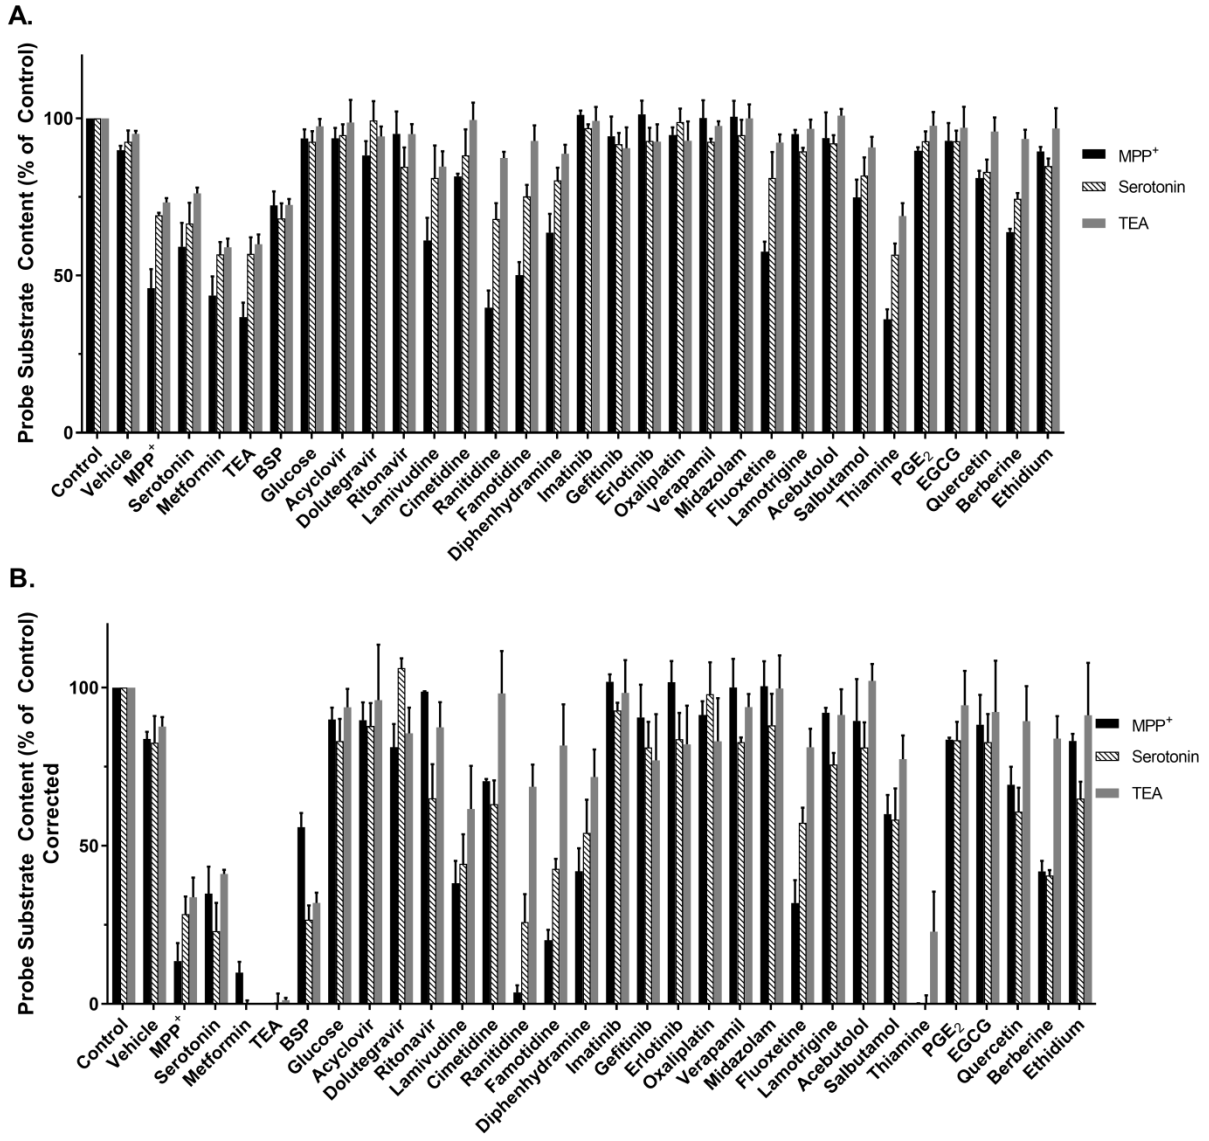 A.
Probe Substrate Content (% of Control)
100
50
0
MPP+
Serotonin
TEA
Control
Vehicle
MPP+
Serotonin
Metformin
TEA
BSP
Glucose
Acyclovir
Dolutegravir
Ritonavir
Lamivudine
Cimetidine
Ranitidine
Famotidine
Diphenhydramine
Imatinib
Gefitinib
Erlotinib
Oxaliplatin
Verapamil
Midazolam
Fluoxetine
Lamotrigine
Acebutolol
Salbutamol
Thiamine
PGE2
EGCG
Quercetin
Berberine
Ethidium
B.
Probe Substrate Content (% of Control)
Corrected
100
50
0
MPP+
Serotonin
TEA
Control
Vehicle
MPP+
Serotonin
Metformin
TEA
BSP
Glucose
Acyclovir
Dolutegravir
Ritonavir
Lamivudine
Cimetidine
Ranitidine
Famotidine
Diphenhydramine
Imatinib
Gefitinib
Erlotinib
Oxaliplatin
Verapamil
Midazolam
Fluoxetine
Lamotrigine
Acebutolol
Salbutamol
Thiamine
PGE2
EGCG
Quercetin
Berberine
Ethidium